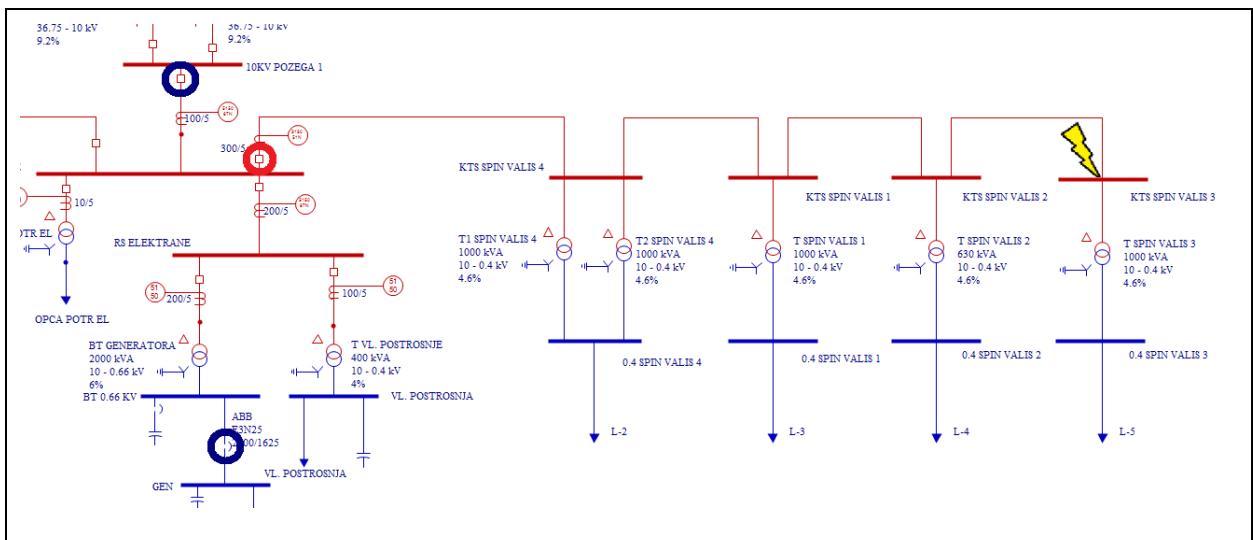 36.75 - 10 kV
9.2%
36.75 - 10 kV
9.2%
10KV POZEGA 1
100/5
300/5
10/5
200/5
POTR EL
RS ELEKTRANE
OPCA POTR EL
51
50
200/5
100/5
51
50
BT GENERATORA
2000 kVA
10 - 0.66 kV
6%
BT 0.66 KV
T VL. POSTROSNJE
400 kVA
10 - 0.4 kV
4%
VL. POSTROSNJA
ABB
E3N25
/1625
VL. POSTROSNJA
GEN
KTS SPIN VALIS 4
KTS SPIN VALIS 1
KTS SPIN VALIS 2
KTS SPIN VALIS 3
T1 SPIN VALIS 4
1000 kVA
10 - 0.4 kV
4.6%
T2 SPIN VALIS 4
1000 kVA
10 - 0.4 kV
4.6%
T SPIN VALIS 1
1000 kVA
10 - 0.4 kV
4.6%
T SPIN VALIS 2
630 kVA
10 - 0.4 kV
4.6%
T SPIN VALIS 3
1000 kVA
10 - 0.4 kV
4.6%
0.4 SPIN VALIS 4
0.4 SPIN VALIS 1
0.4 SPIN VALIS 2
0.4 SPIN VALIS 3
L-2
L-3
L-4
L-5